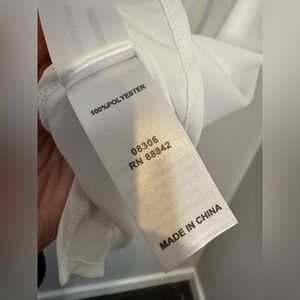 100%POLYESTER
08306
RN 88842
MADE IN CHINA